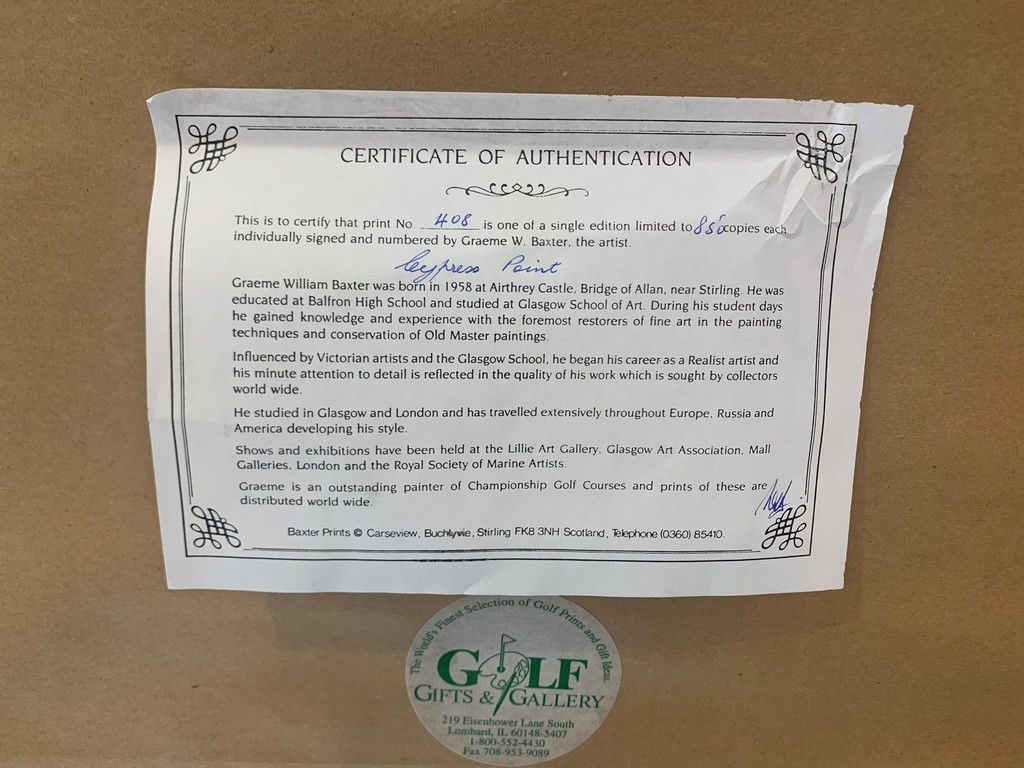 CERTIFICATE OF AUTHENTICATION
This is to certify that print No. 408 is one of a single edition limited to 850 copies each
individually signed and numbered by Graeme W. Baxter, the artist.
Cypress Point
Graeme William Baxter was born in 1958 at Airthrey Castle, Bridge of Allan, near Stirling. He was
educated at Balfron High School and studied at Glasgow School of Art. During his student days
he gained knowledge and experience with the foremost restorers of fine art in the painting
techniques and conservation of Old Master paintings.
Influenced by Victorian artists and the Glasgow School, he began his career as a Realist artist and
his minute attention to detail is reflected in the quality of his work which is sought by collectors
world wide.
He studied in Glasgow and London and has travelled extensively throughout Europe, Russia and
America developing his style.
Shows and exhibitions have been held at the Lillie Art Gallery, Glasgow Art Association, Mall
Galleries, London and the Royal Society of Marine Artists.
Graeme is an outstanding painter of Championship Golf Courses and prints of these are
distributed world wide.
Baxter Prints © Carseview, Buchlyvie, Stirling FK8 3NH Scotland, Telephone (0360) 85410.
The World's Finest Selection of Golf Prints and Gift Ideas.
GOLF
GIFTS & GALLERY
219 Eisenhower Lane South
Lombard, IL 60148-5407
1-800-552-4430
Fax 708-953-9089